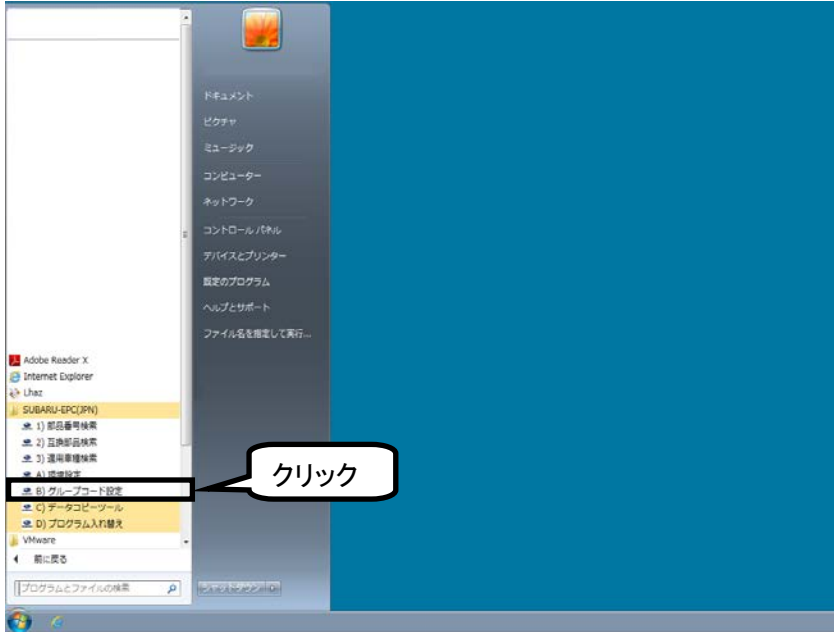 ドキュメント
ピクチャ
ミュージック
コンピューター
ネットワーク
コントロール パネル
デバイスとプリンター
既定のプログラム
ヘルプとサポート
ファイル名を指定して実行...
Adobe Reader X
Internet Explorer
Lhaz
SUBARU-EPC(JPN)
1) 部品番号検索
2) 互換部品検索
3) 適用車種検索
A) 環境設定
B) グループコード設定
C) データコピーツール
D) プログラム入れ替え
VMware
前に戻る
プログラムとファイルの検索
シャットダウン
クリック